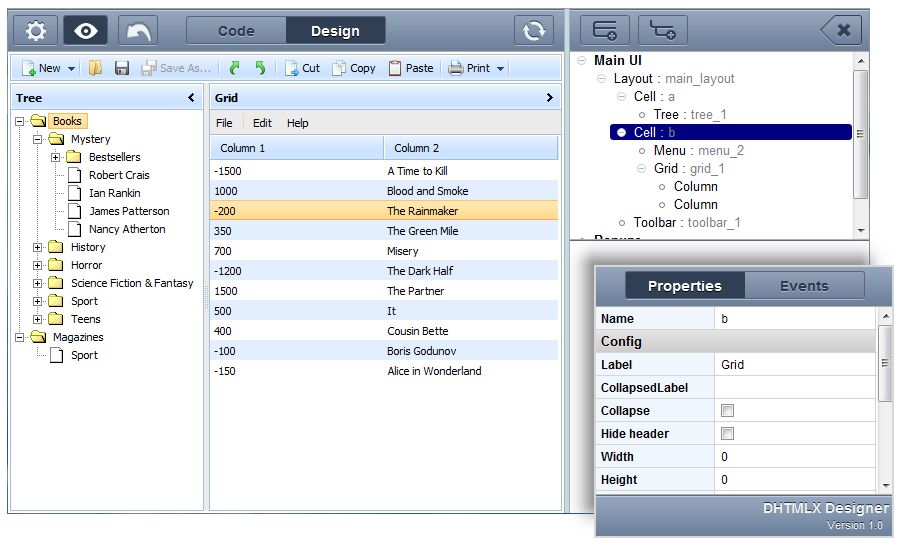 Code Design
New Save As... Cut Copy Paste Print
Tree
Books
Mystery
Bestsellers
Robert Crais
Ian Rankin
James Patterson
Nancy Atherton
History
Horror
Science Fiction & Fantasy
Sport
Teens
Magazines
Sport
Grid
File Edit Help
Column 1 Column 2
-1500 A Time to Kill
1000 Blood and Smoke
-200 The Rainmaker
350 The Green Mile
700 Misery
-1200 The Dark Half
1500 The Partner
500 It
400 Cousin Bette
-100 Boris Godunov
-150 Alice in Wonderland
Main UI
Layout : main_layout
Cell : a
Tree : tree_1
Cell : b
Menu : menu_2
Grid : grid_1
Column
Column
Toolbar : toolbar_1
Properties Events
Name b
Config
Label Grid
CollapsedLabel
Collapse
Hide header
Width 0
Height 0
DHTMLX Designer
Version 1.0